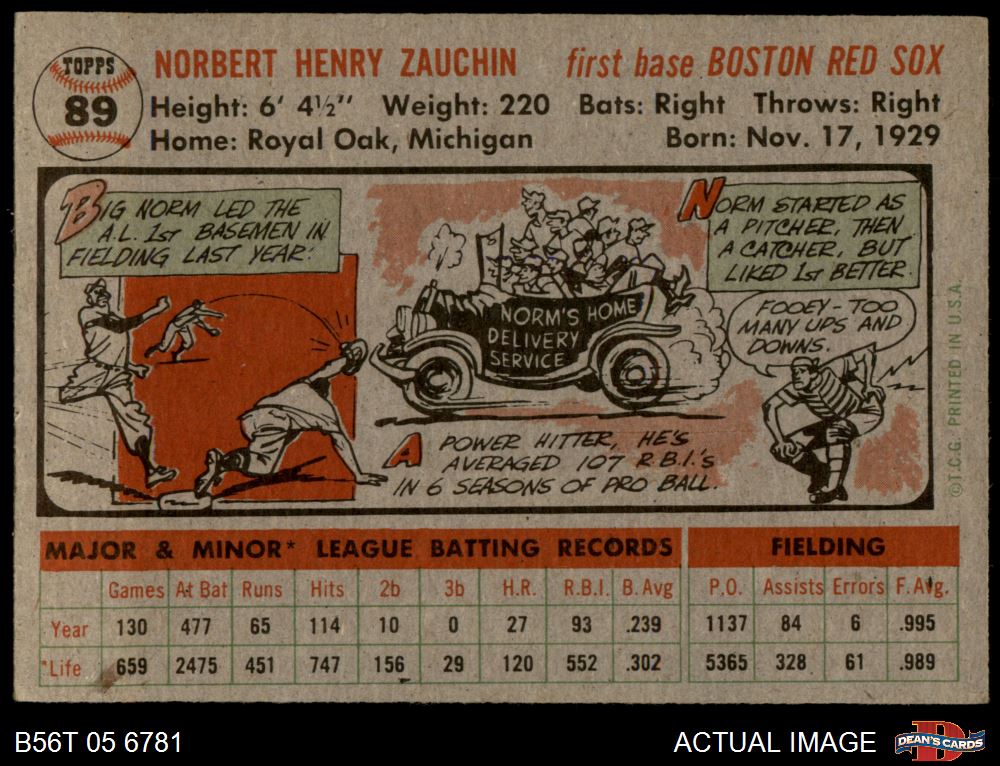 TOPPS
89
NORBERT HENRY ZAUCHIN first base BOSTON RED SOX
Height: 6' 4½" Weight: 220 Bats: Right Throws: Right
Home: Royal Oak, Michigan Born: Nov. 17, 1929
BIG NORM LED THE
A.L. 1ST BASEMEN IN
FIELDING LAST YEAR.
NORM'S HOME
DELIVERY
SERVICE
A POWER HITTER, HE'S
AVERAGED 107 R.B.I.'s
IN 6 SEASONS OF PRO BALL.
NORM STARTED AS
A PITCHER, THEN
A CATCHER, BUT
LIKED 1ST BETTER.
FOOEY- TOO
MANY UPS AND
DOWNS.
©T.C.G. PRINTED IN U.S.A.
MAJOR & MINOR* LEAGUE BATTING RECORDS FIELDING
Games At Bat Runs Hits 2b 3b H.R. R.B.I. B. Avg P.O. Assists Errors F. Avg.
Year 130 477 65 114 10 0 27 93 .239 1137 84 6 .995
*Life 659 2475 451 747 156 29 120 552 .302 5365 328 61 .989
B56T 05 6781 ACTUAL IMAGE DEAN'S CARDS